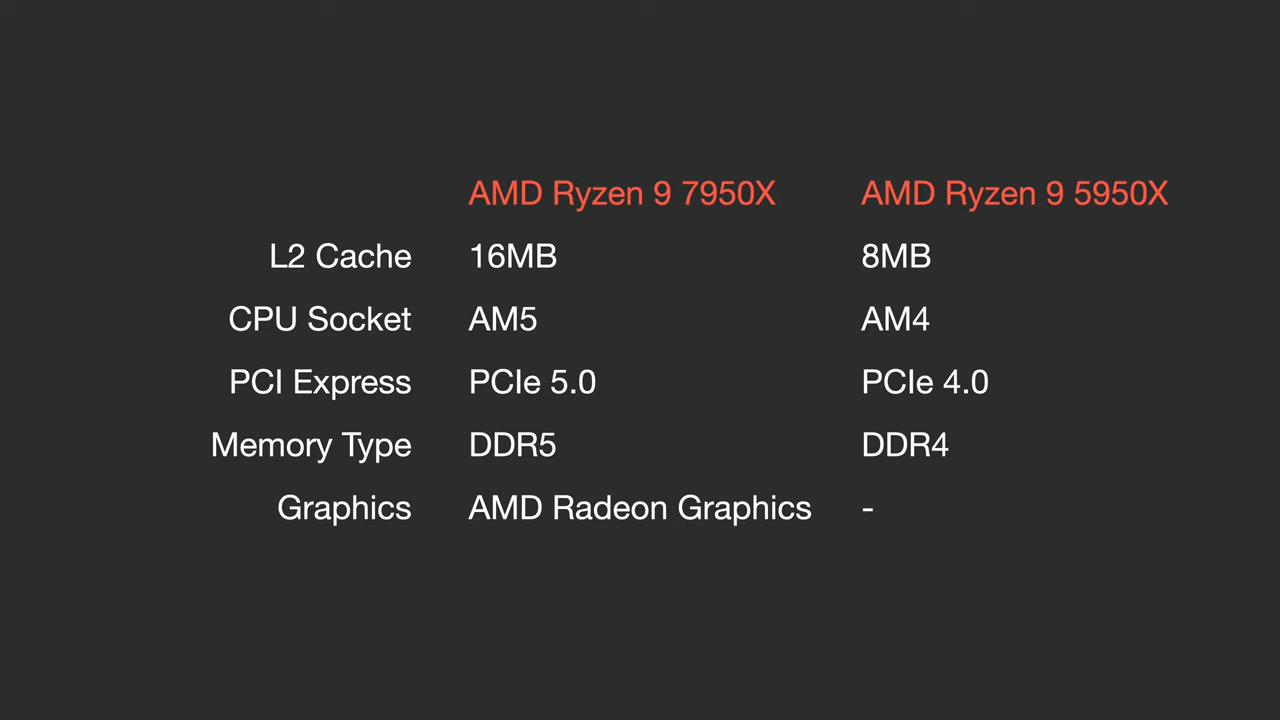 AMD Ryzen 9 7950X AMD Ryzen 9 5950X
L2 Cache 16MB 8MB
CPU Socket AM5 AM4
PCI Express PCIe 5.0 PCIe 4.0
Memory Type DDR5 DDR4
Graphics AMD Radeon Graphics -